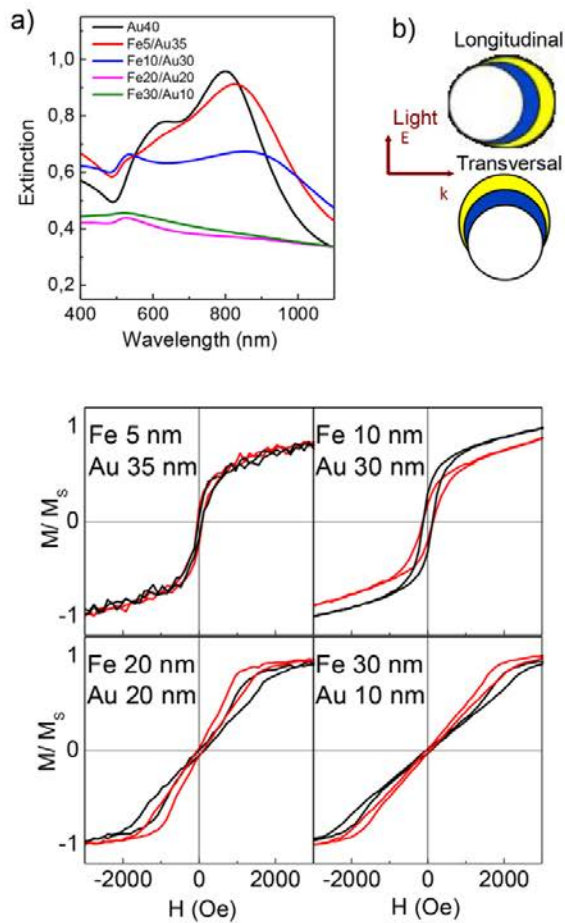 a)
Au40
Fe5/Au35
Fe10/Au30
Fe20/Au20
Fe30/Au10
1,0
0,8
0,6
0,4
0,2
Extinction
400 600 800 1000
Wavelength (nm)
b)
Longitudinal
Light
E
k
Transversal
Fe 5 nm
Au 35 nm
Fe 10 nm
Au 30 nm
1
0
-1
M/ Ms
Fe 20 nm
Au 20 nm
Fe 30 nm
Au 10 nm
1
0
-1
M/ Ms
-2000 0 2000
-2000 0 2000
H (Oe)
H (Oe)